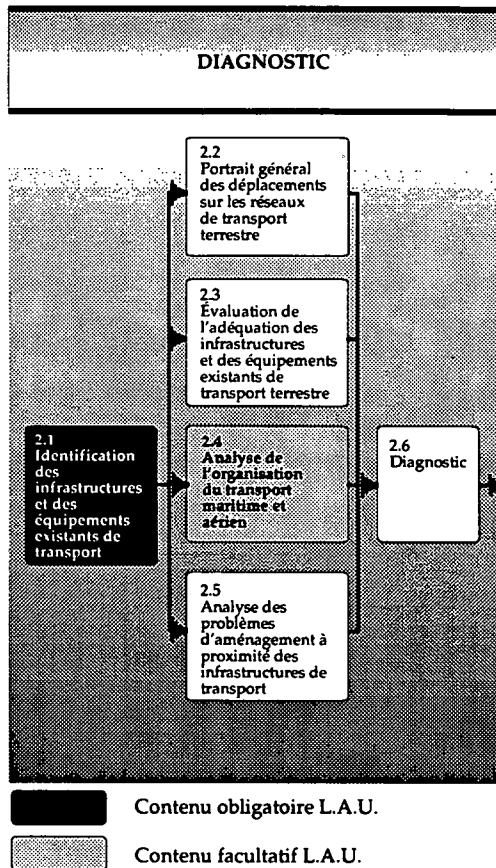 DIAGNOSTIC
2.2
Portrait général
des déplacements
sur les réseaux
de transport
terrestre
2.3
Évaluation de
l'adéquation des
infrastructures
et des équipements
existants de
transport terrestre
2.1
Identification
des
infrastructures
et des
équipements
existants de
transport
2.4
Analyse de
l'organisation
du transport
maritime et
aérien
2.6
Diagnostic
2.5
Analyse des
problèmes
d'aménagement à
proximité des
infrastructures de
transport
Contenu obligatoire L.A.U.
Contenu facultatif L.A.U.